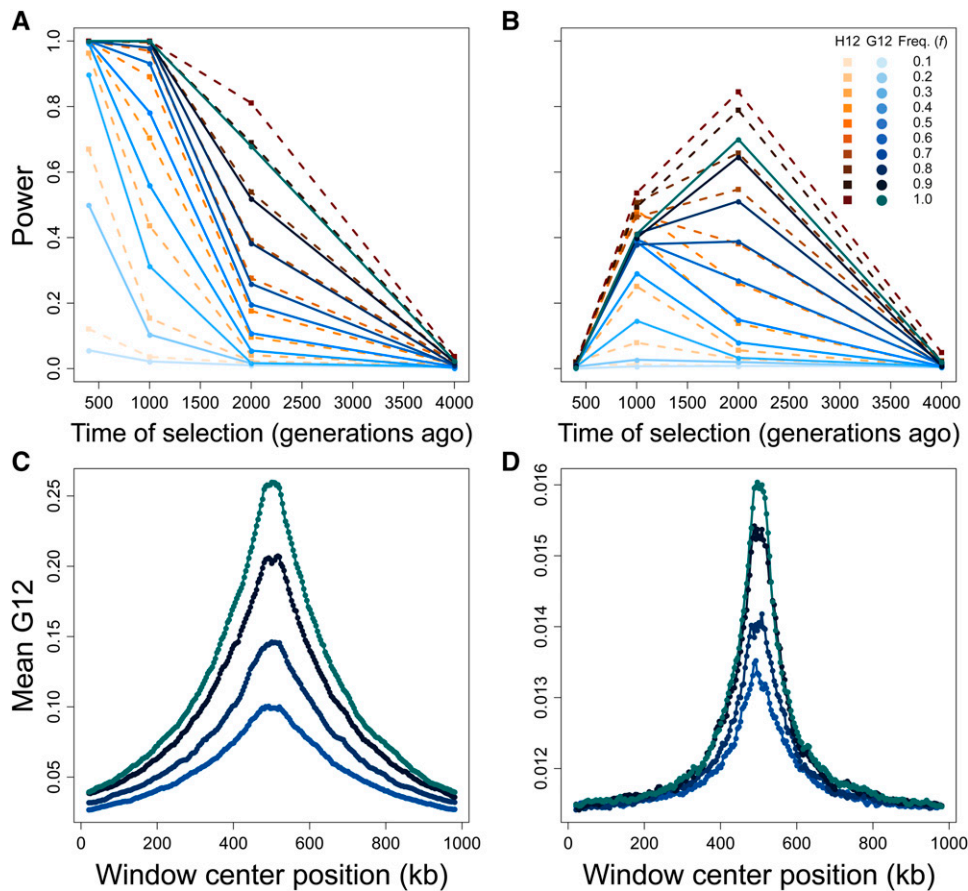 A
B
Power
0.0 0.2 0.4 0.6 0.8 1.0
500 1000 1500 2000 2500 3000 3500 4000
500 1000 1500 2000 2500 3000 3500 4000
Time of selection (generations ago)
Time of selection (generations ago)
H12 G12 Freq. (f)
0.1
0.2
0.3
0.4
0.5
0.6
0.7
0.8
0.9
1.0
C
D
Mean G12
0.05 0.10 0.15 0.20 0.25
0.012 0.013 0.014 0.015 0.016
0 200 400 600 800 1000
0 200 400 600 800 1000
Window center position (kb)
Window center position (kb)